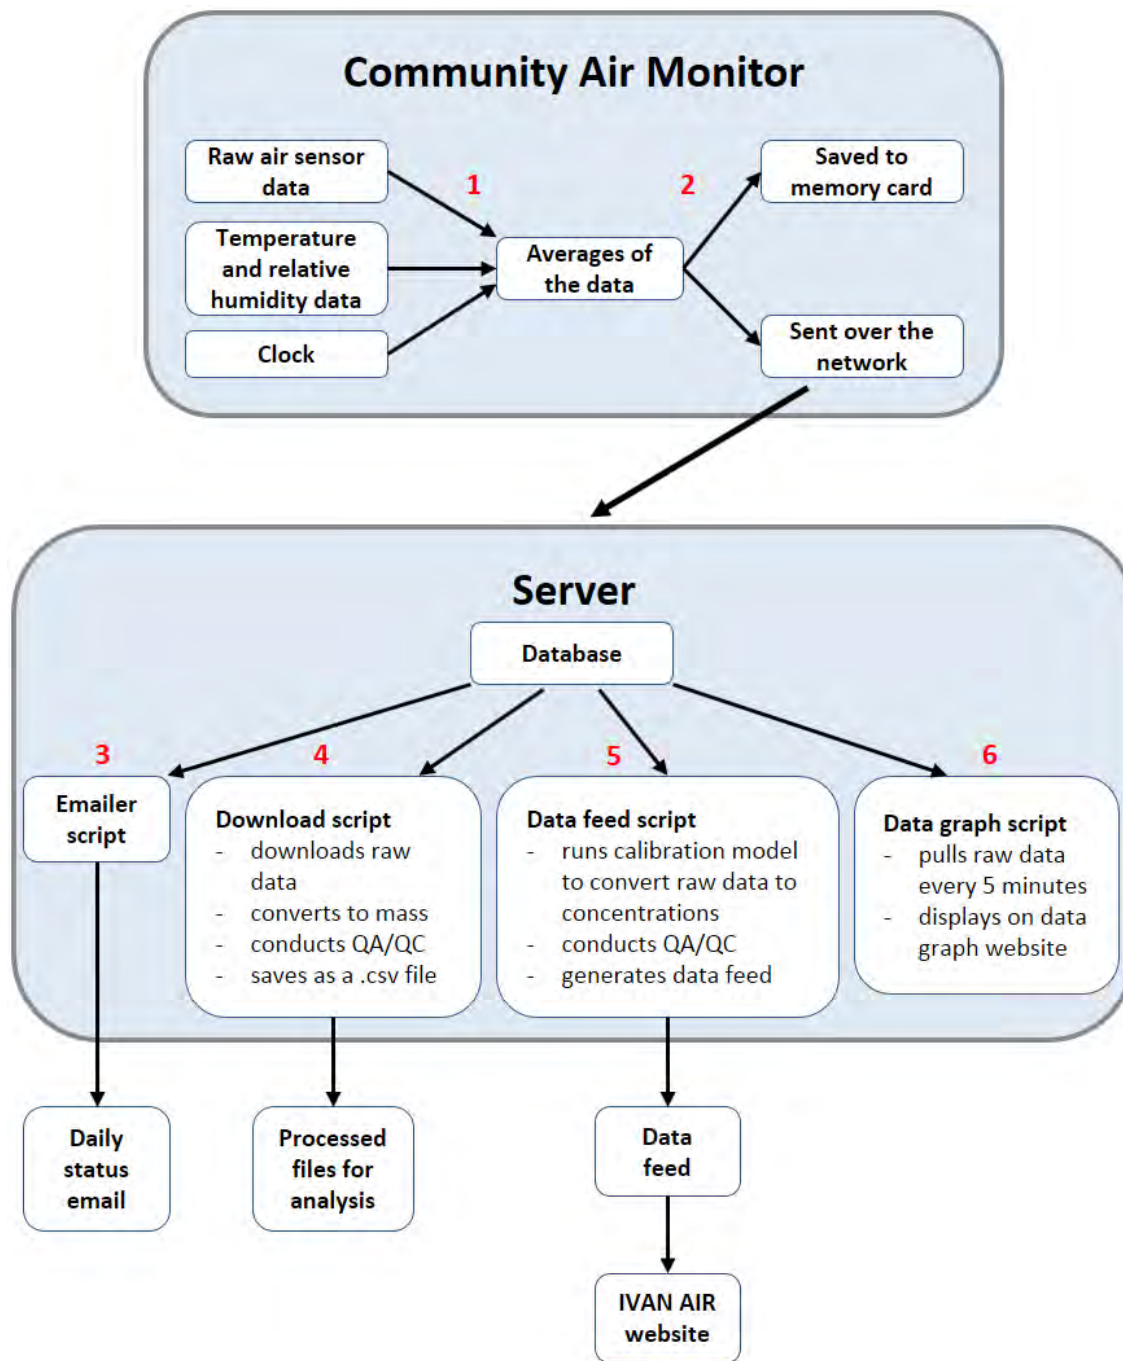 Community Air Monitor
Raw air sensor
data
1
2
Saved to
memory card
Temperature
and relative
humidity data
Averages of
the data
Clock
Sent over the
network
Server
Database
3
4
5
6
Emailer
script
Download script
- downloads raw
data
- converts to mass
- conducts QA/QC
- saves as a .csv file
Data feed script
- runs calibration model
to convert raw data to
concentrations
- conducts QA/QC
- generates data feed
Data graph script
- pulls raw data
every 5 minutes
- displays on data
graph website
Daily
status
email
Processed
files for
analysis
Data
feed
IVAN AIR
website